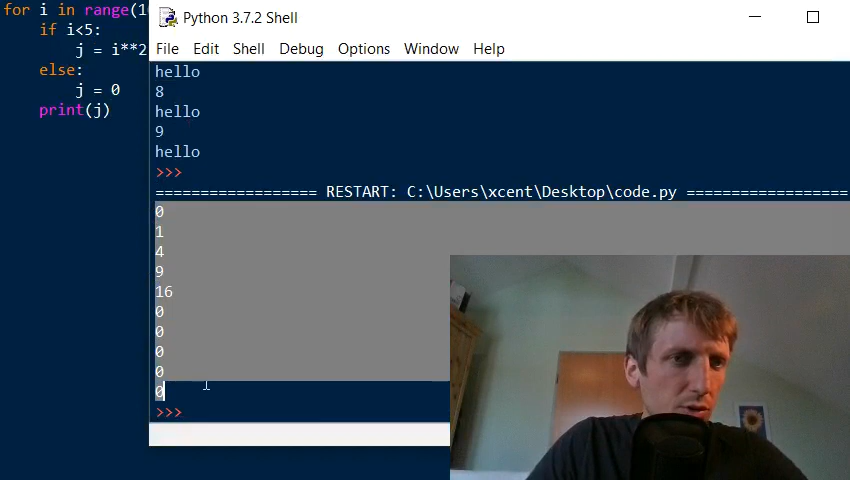 for i in range(10
if i<5:
j = i**2
else:
j = 0
print(j)
Python 3.7.2 Shell
File Edit Shell Debug Options Window Help
hello
8
hello
9
hello
>>>
================== RESTART: C:\Users\xcent\Desktop\code.py ==================
0
1
4
9
16
0
0
0
0
0
>>>